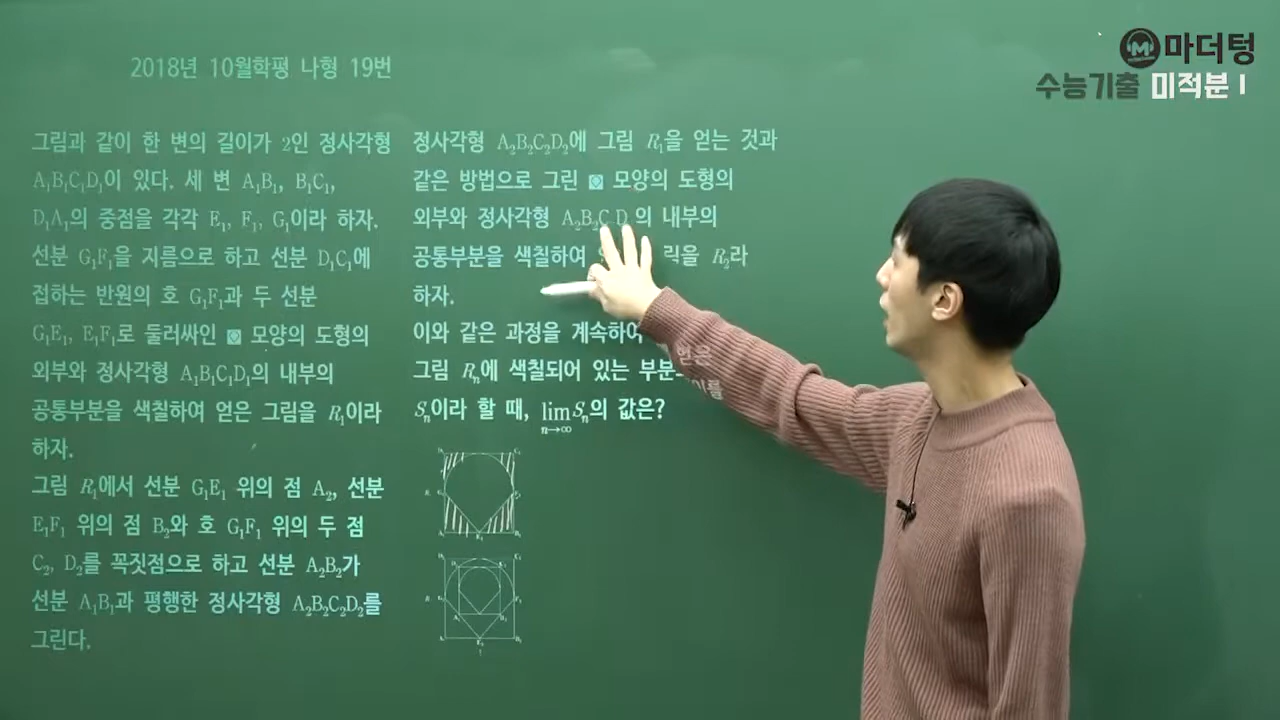 마더텅
수능기출 미적분 I
2018년 10월학평 나형 19번
그림과 같이 한 변의 길이가 2인 정사각형
A₁B₁C₁D₁이 있다. 세 변 A₁B₁, B₁C₁,
D₁A₁의 중점을 각각 E₁, F₁, G₁이라 하자.
선분 G₁F₁을 지름으로 하고 선분 D₁C₁에
접하는 반원의 호 G₁F₁과 두 선분
G₁E₁, E₁F₁로 둘러싸인 모양의 도형의
외부와 정사각형 A₁B₁C₁D₁의 내부의
공통부분을 색칠하여 얻은 그림을 R₁이라
하자.
그림 R₁에서 선분 G₁E₁ 위의 점 A₂, 선분
E₁F₁ 위의 점 B₂와 호 G₁F₁ 위의 두 점
C₂, D₂를 꼭짓점으로 하고 선분 A₂B₂가
선분 A₁B₁과 평행한 정사각형 A₂B₂C₂D₂를
그린다.
정사각형 A₂B₂C₂D₂에 그림 R₁을 얻는 것과
같은 방법으로 그린 모양의 도형의
외부와 정사각형 A₂B₂C₂D₂의 내부의
공통부분을 색칠하여 R₂라
하자.
이와 같은 과정을 계속하여 얻은
그림 Rₙ에 색칠되어 있는 부분
Sₙ이라 할 때, lim Sₙ의 값은?
n→∞